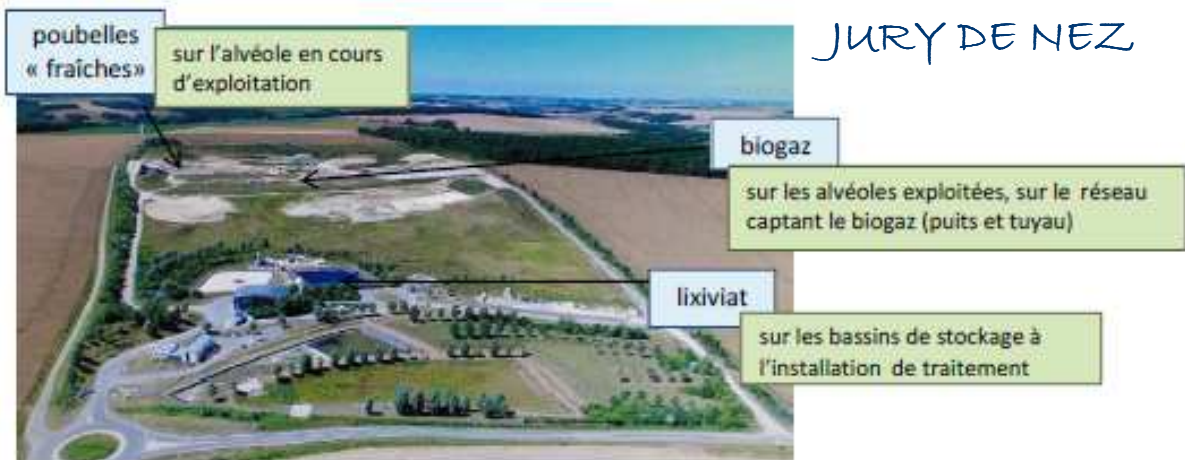 JURY DE NEZ
poubelles
« fraîches»
sur l'alvéole en cours
d'exploitation
biogaz
sur les alvéoles exploitées, sur le réseau
captant le biogaz (puits et tuyau)
lixiviat
sur les bassins de stockage à
l'installation de traitement